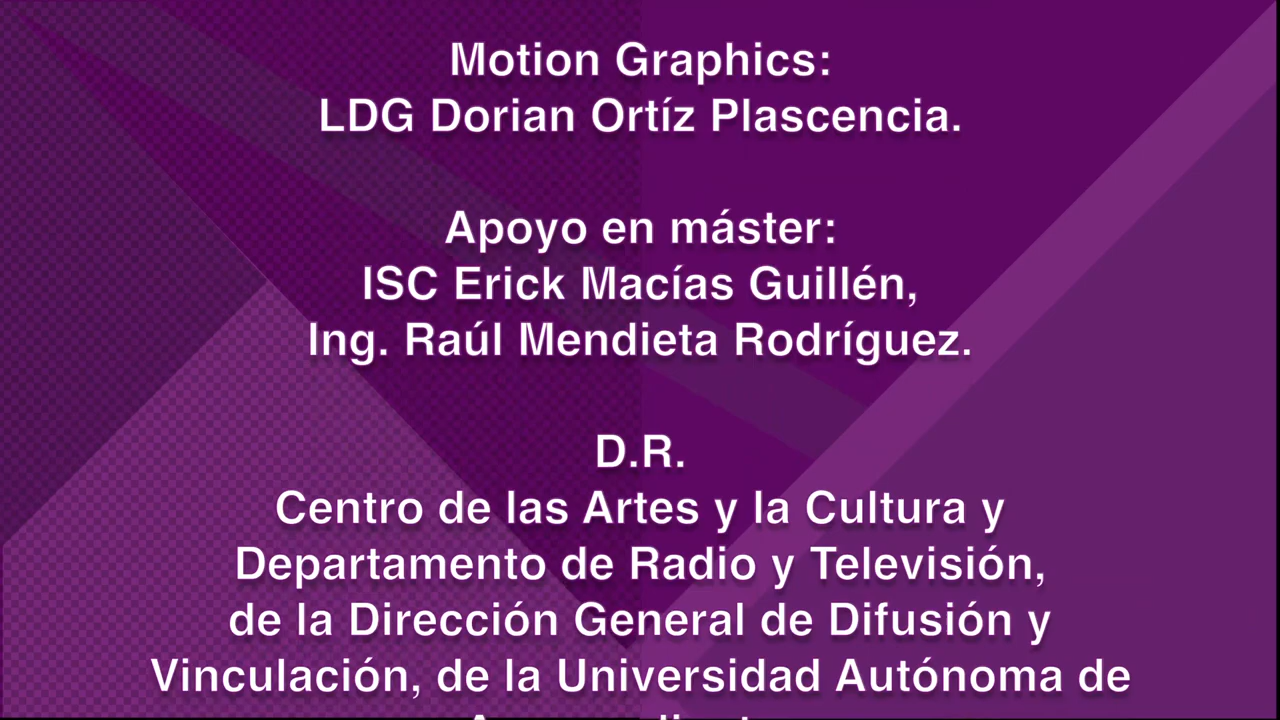 Motion Graphics:
LDG Dorian Ortíz Plascencia.
Apoyo en máster:
ISC Erick Macías Guillén,
Ing. Raúl Mendieta Rodríguez.
D.R.
Centro de las Artes y la Cultura y
Departamento de Radio y Televisión,
de la Dirección General de Difusión y
Vinculación, de la Universidad Autónoma de